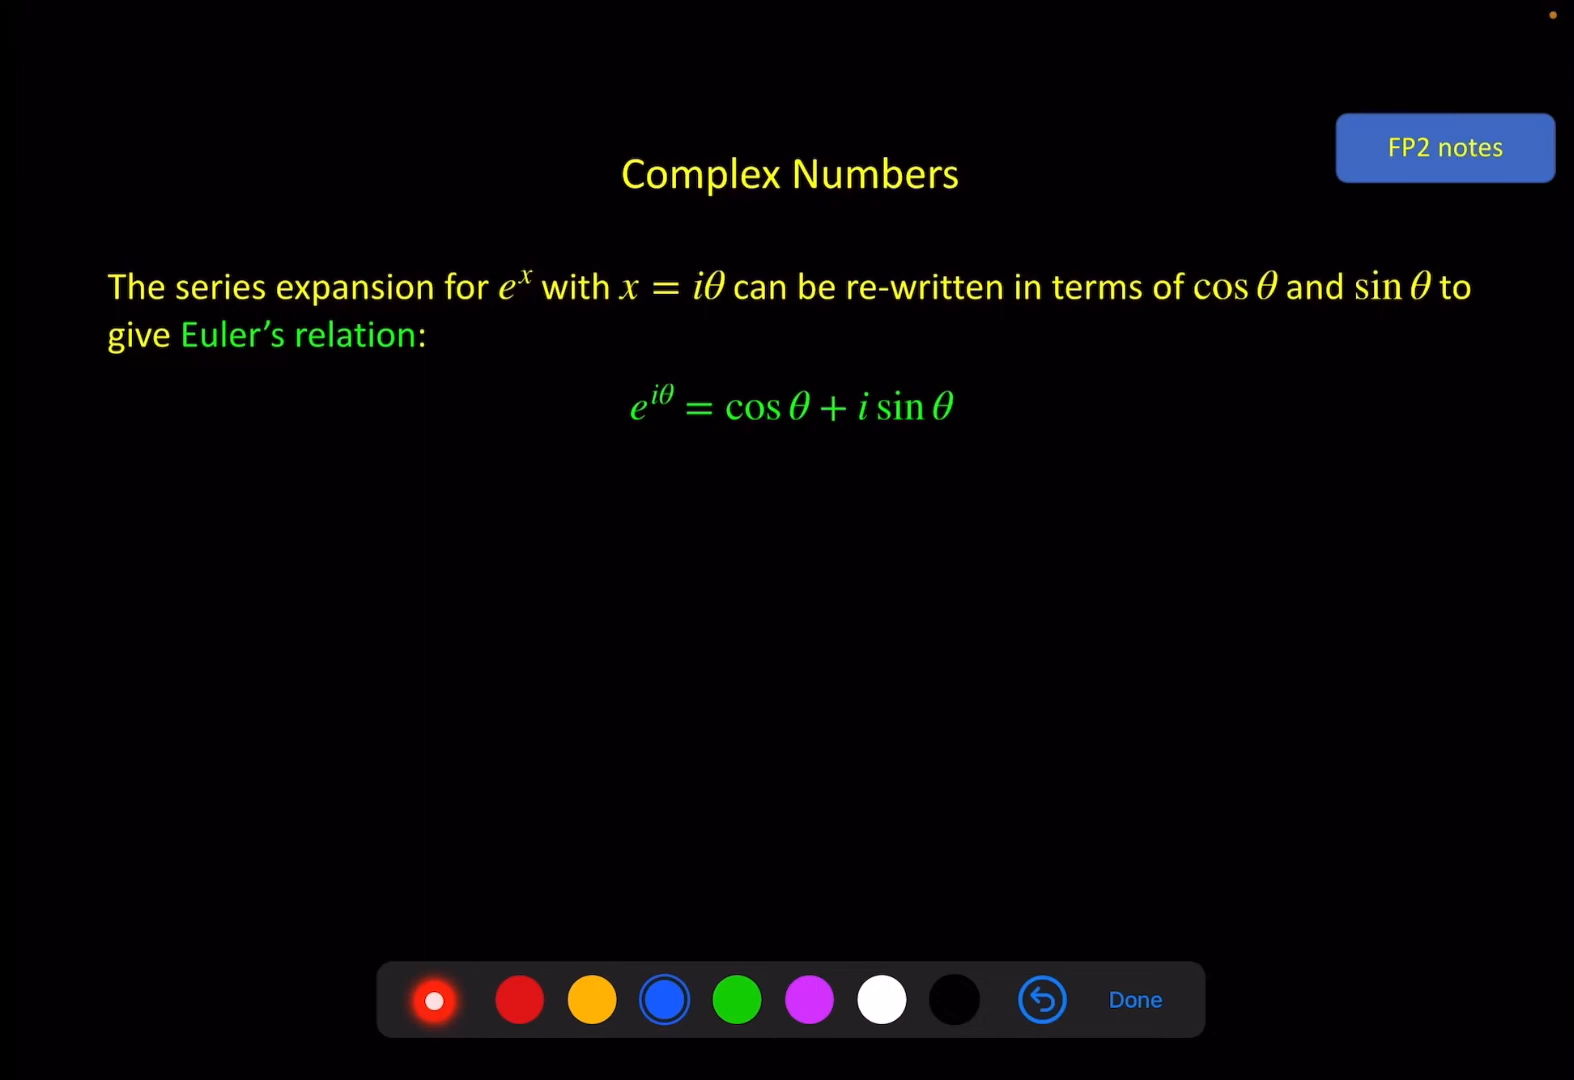 FP2 notes
Complex Numbers
The series expansion for eˣ with x = iθ can be re-written in terms of cos θ and sin θ to
give Euler’s relation:
e^{iθ} = cos θ + i sin θ
Done